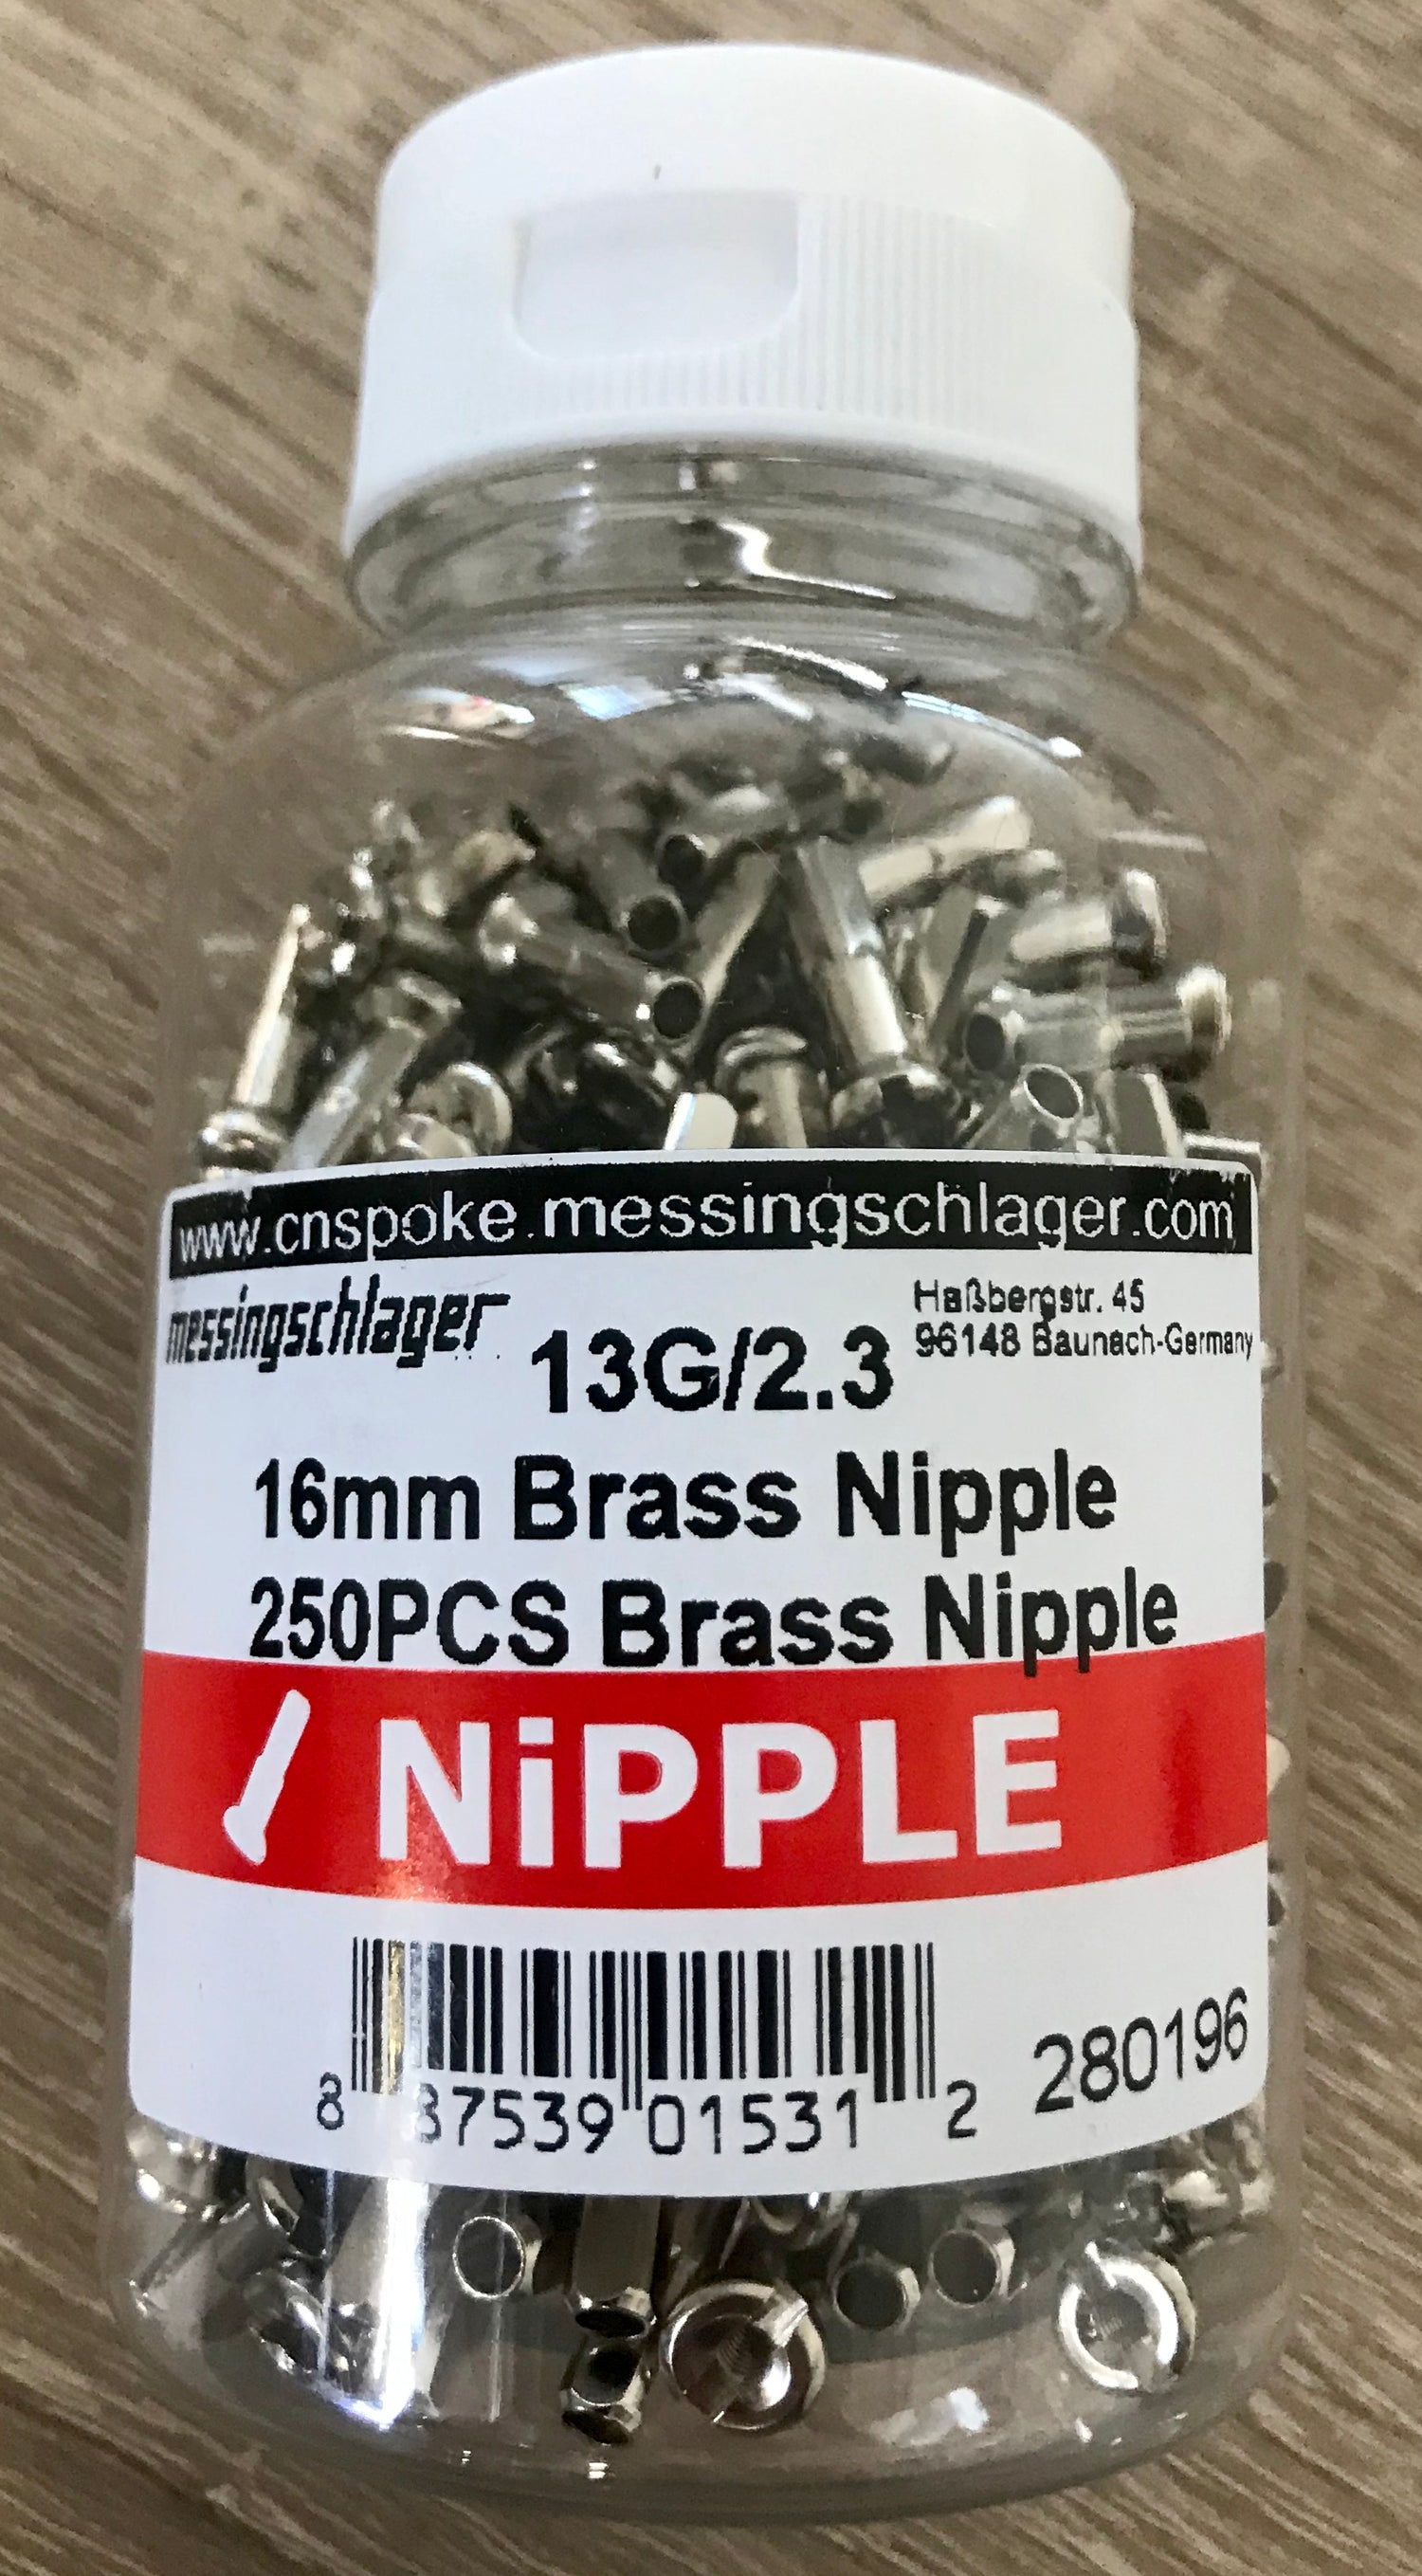 www.cnspoke.messingschlager.com
messingschlager
Haßbergstr. 45
96148 Baunach-Germany
13G/2.3
16mm Brass Nipple
250PCS Brass Nipple
NiPPLE
8 87539 01531 2
280196